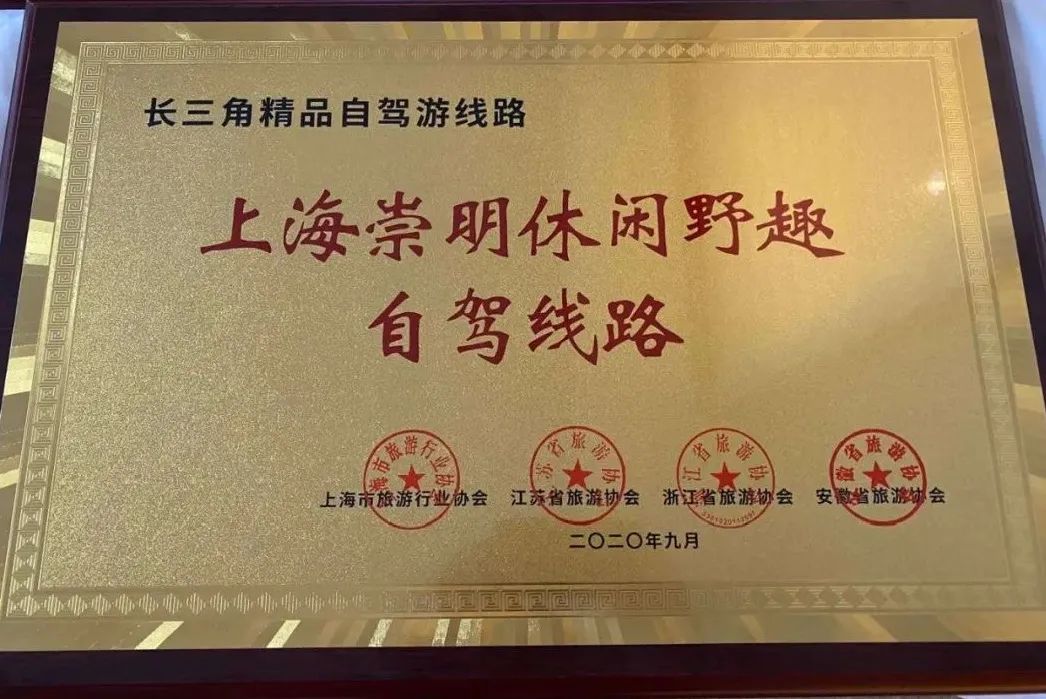 长三角精品自驾游线路
上海崇明休闲野趣
自驾线路
上海市旅游行业协会 江苏省旅游协会 浙江省旅游协会 安徽省旅游协会
二〇二〇年九月